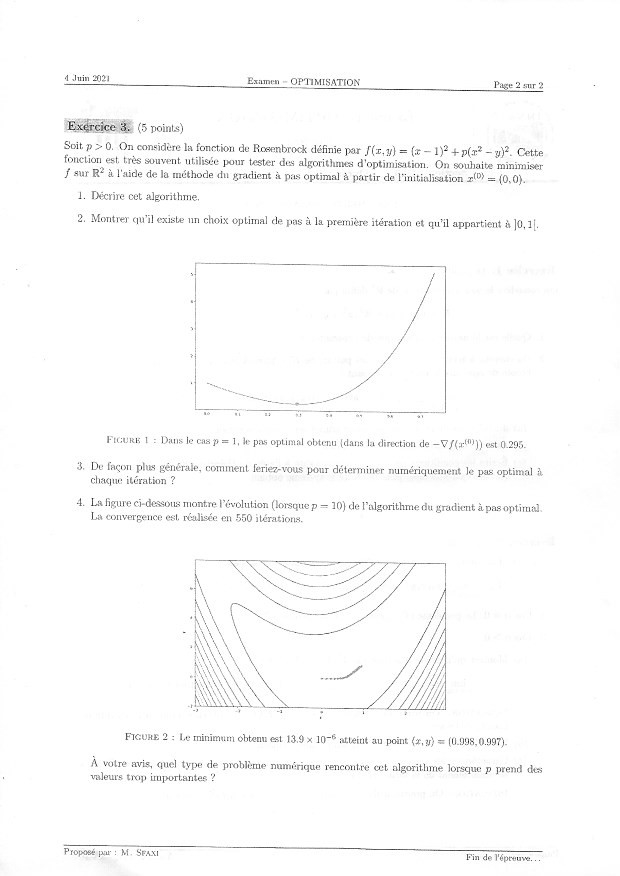 4 Juin 2021
Examen – OPTIMISATION
Page 2 sur 2
Exercice 3. (5 points)
Soit p > 0. On considère la fonction de Rosenbrock définie par f(x, y) = (x − 1)² + p(x² − y)². Cette
fonction est très souvent utilisée pour tester des algorithmes d'optimisation. On souhaite minimiser
f sur ℝ² à l'aide de la méthode du gradient à pas optimal à partir de l'initialisation x⁽⁰⁾ = (0, 0).
1. Décrire cet algorithme.
2. Montrer qu'il existe un choix optimal de pas à la première itération et qu'il appartient à ]0, 1[.
FIGURE 1 : Dans le cas p = 1, le pas optimal obtenu (dans la direction de −∇f(x⁽⁰⁾)) est 0.295.
3. De façon plus générale, comment feriez-vous pour déterminer numériquement le pas optimal à
chaque itération ?
4. La figure ci-dessous montre l'évolution (lorsque p = 10) de l'algorithme du gradient à pas optimal.
La convergence est réalisée en 550 itérations.
FIGURE 2 : Le minimum obtenu est 13.9 × 10⁻⁶ atteint au point (x, y) = (0.998, 0.997).
À votre avis, quel type de problème numérique rencontre cet algorithme lorsque p prend des
valeurs trop importantes ?
Proposé par : M. SFAXI
Fin de l'épreuve...